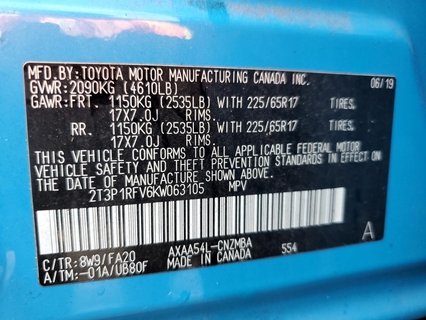 MFD.BY:TOYOTA MOTOR MANUFACTURING CANADA INC.
GVWR:2090KG (4610LB) 06/19
GAWR:FRT. 1150KG (2535LB) WITH 225/65R17 TIRES,
17X7.0J RIMS.
RR. 1150KG (2535LB) WITH 225/65R17 TIRES,
17X7.0J RIMS.
THIS VEHICLE CONFORMS TO ALL APPLICABLE FEDERAL MOTOR
VEHICLE SAFETY AND BUMPER STANDARDS IN EFFECT ON
THE DATE OF MANUFACTURE SHOWN ABOVE.
2T3P1RFV6KW063105 MPV
A
C/TR:8W9/FA20 AXAA54L-CNZMBA 554
A/TM:-01A/UB80F MADE IN CANADA